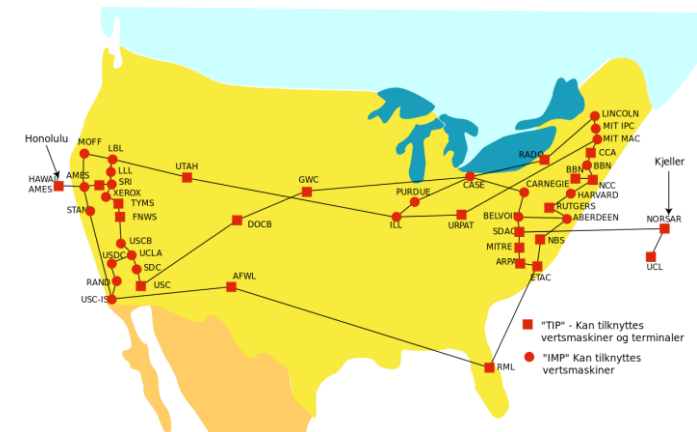 Honolulu
MOFF
LBL
HAWAII
AMES
AMES
LLL
SRI
XEROX
STAN
TYMS
FNWS
USCB
USDC
UCLA
SDC
RAND
USC
USC-ISI
UTAH
DOCB
AFWL
GWC
PURDUE
ILL
URPAT
CASE
RADC
CARNEGIE
BELVOIR
SDAC
MITRE
ARPA
ETAC
NBS
RML
LINCOLN
MIT IPC
MIT MAC
CCA
BBN
BBN
NCC
HARVARD
RUTGERS
ABERDEEN
Kjeller
NORSAR
UCL
"TIP" - Kan tilknyttes
vertsmaskiner og terminaler
"IMP" Kan tilknyttes
vertsmaskiner